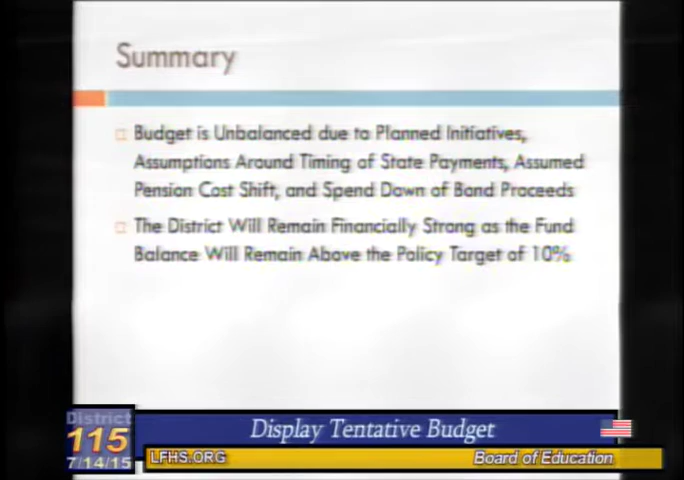 Summary
Budget is Unbalanced due to Planned Initiatives,
Assumptions Around Timing of State Payments, Assumed
Pension Cost Shift, and Spend Down of Bond Proceeds
The District Will Remain Financially Strong as the Fund
Balance Will Remain Above the Policy Target of 10%
District
115
7/14/15
Display Tentative Budget
LFHS.ORG
Board of Education